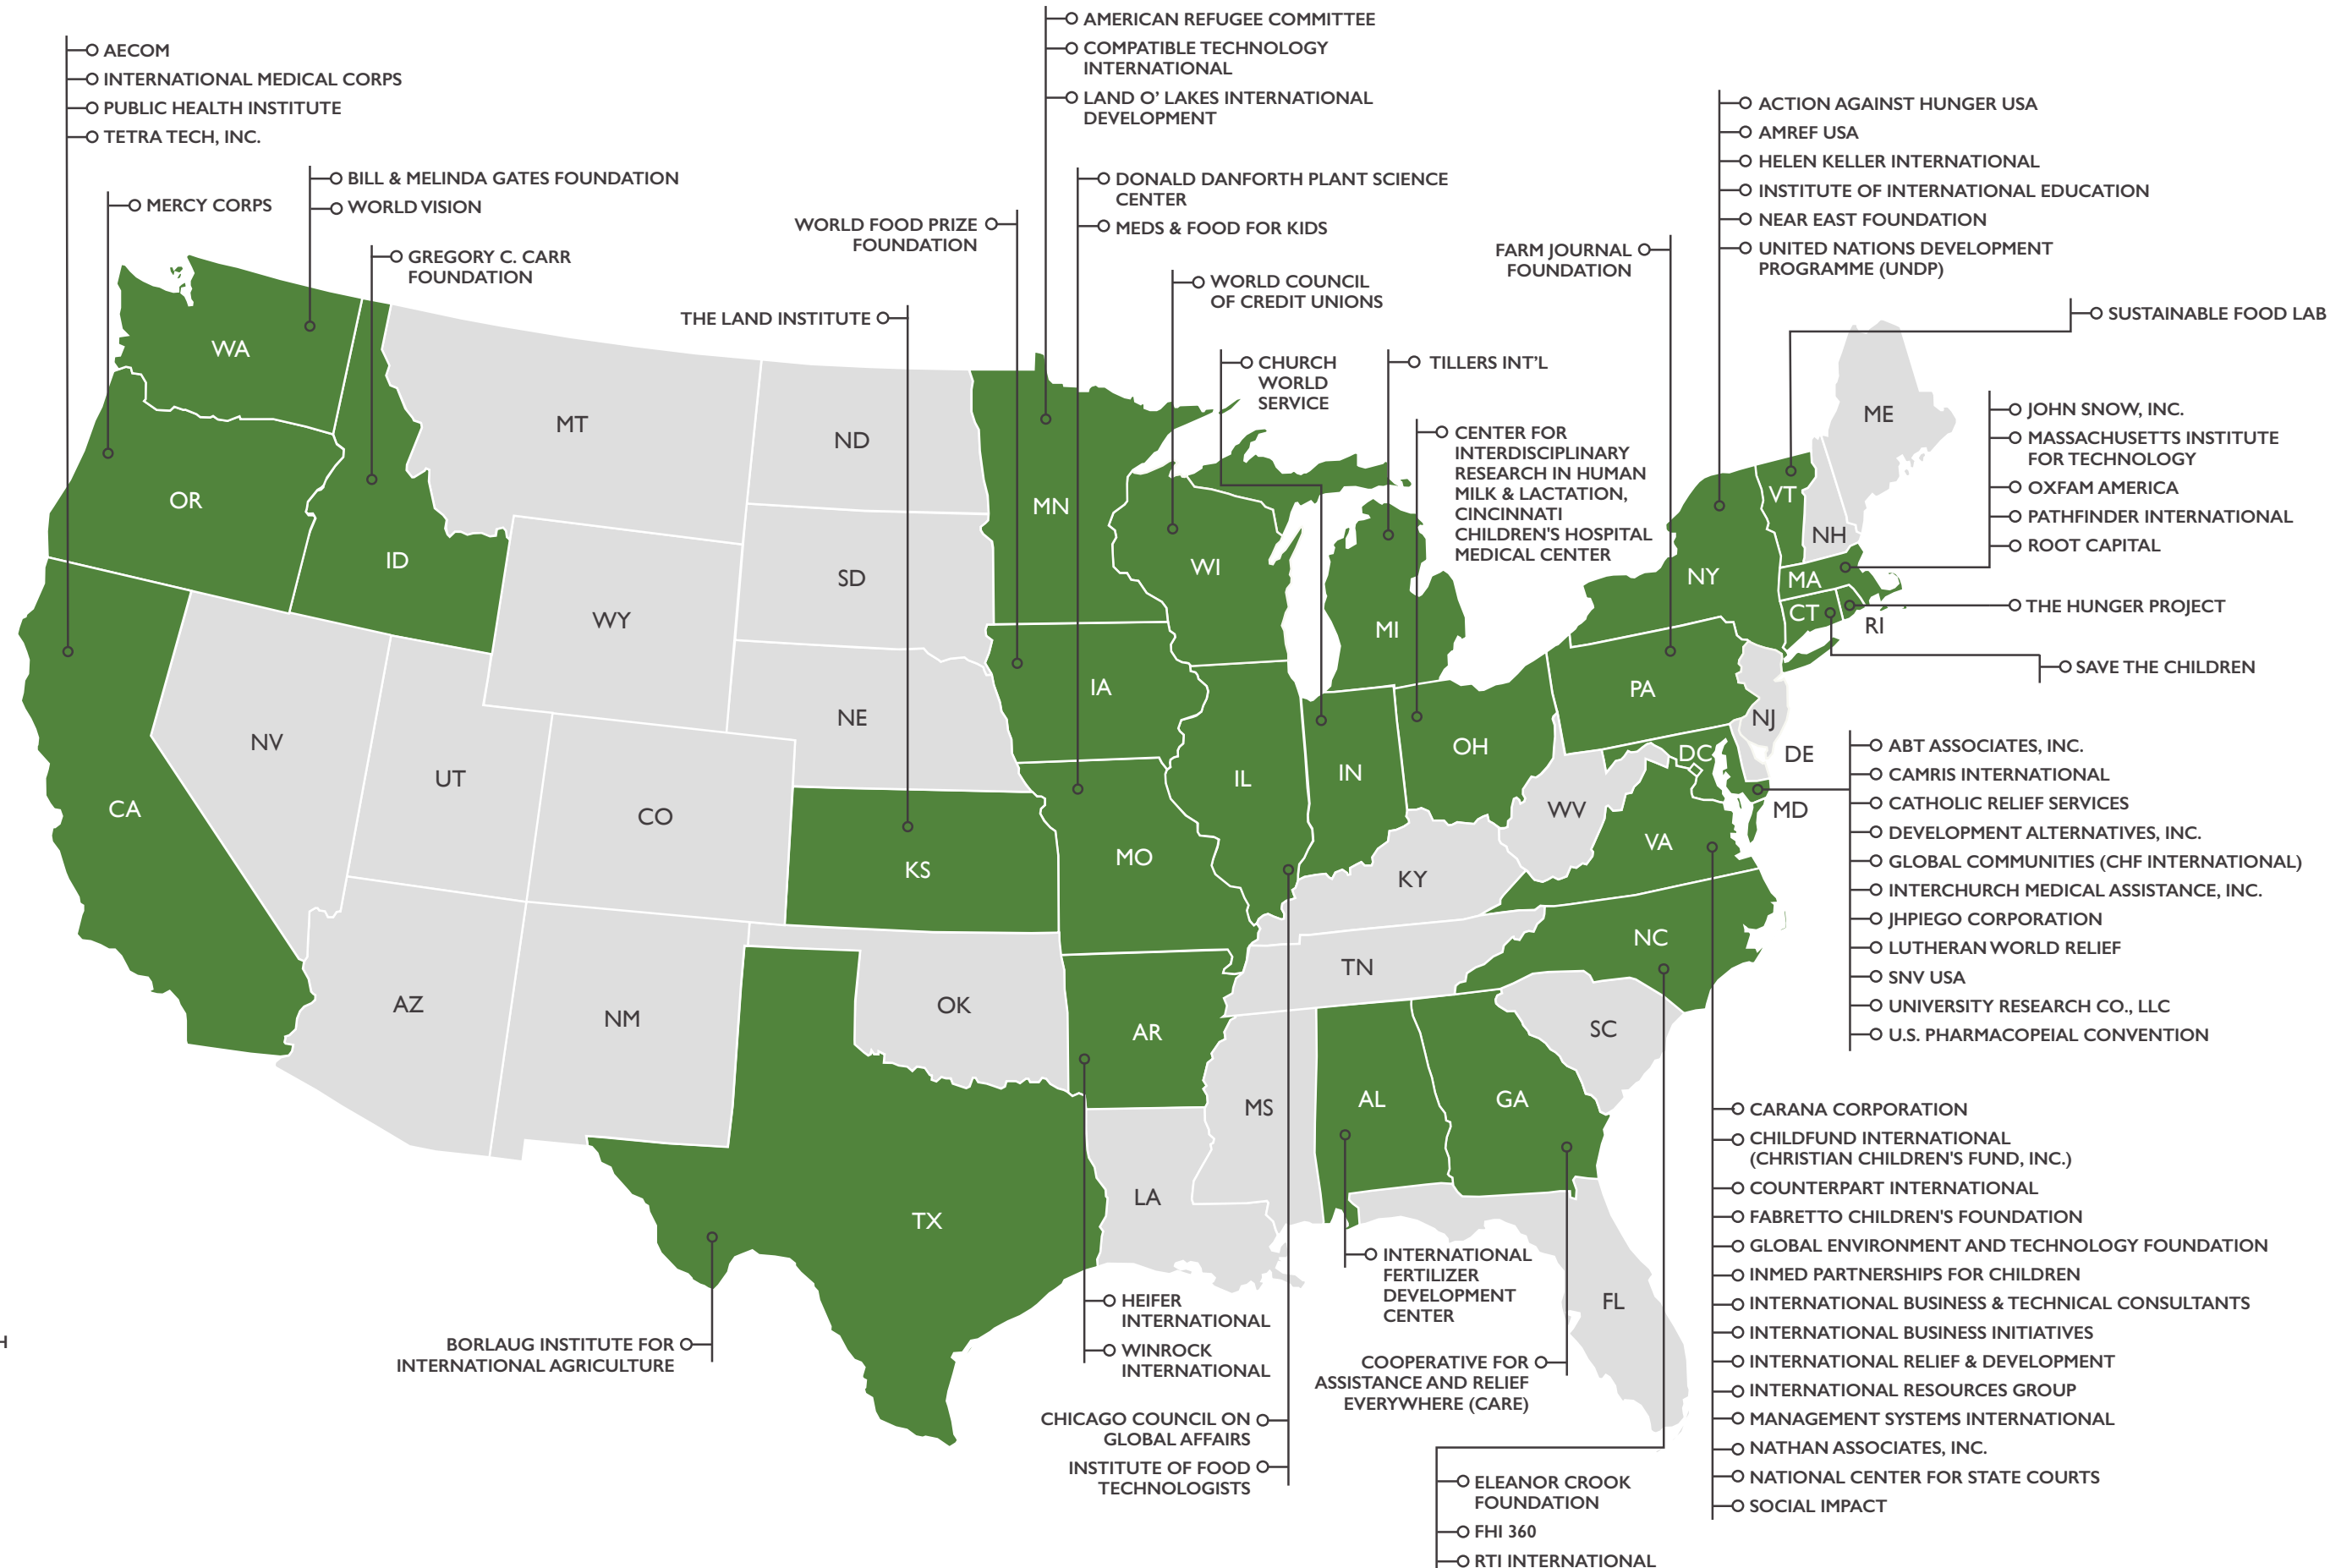 AECOM
INTERNATIONAL MEDICAL CORPS
PUBLIC HEALTH INSTITUTE
TETRA TECH, INC.
MERCY CORPS
BILL & MELINDA GATES FOUNDATION
WORLD VISION
GREGORY C. CARR
FOUNDATION
THE LAND INSTITUTE
WORLD FOOD PRIZE
FOUNDATION
AMERICAN REFUGEE COMMITTEE
COMPATIBLE TECHNOLOGY
INTERNATIONAL
LAND O' LAKES INTERNATIONAL
DEVELOPMENT
DONALD DANFORTH PLANT SCIENCE
CENTER
MEDS & FOOD FOR KIDS
WORLD COUNCIL
OF CREDIT UNIONS
CHURCH
WORLD
SERVICE
TILLERS INT'L
CENTER FOR
INTERDISCIPLINARY
RESEARCH IN HUMAN
MILK & LACTATION,
CINCINNATI
CHILDREN'S HOSPITAL
MEDICAL CENTER
FARM JOURNAL
FOUNDATION
ACTION AGAINST HUNGER USA
AMREF USA
HELEN KELLER INTERNATIONAL
INSTITUTE OF INTERNATIONAL EDUCATION
NEAR EAST FOUNDATION
UNITED NATIONS DEVELOPMENT
PROGRAMME (UNDP)
SUSTAINABLE FOOD LAB
JOHN SNOW, INC.
MASSACHUSETTS INSTITUTE
FOR TECHNOLOGY
OXFAM AMERICA
PATHFINDER INTERNATIONAL
ROOT CAPITAL
THE HUNGER PROJECT
SAVE THE CHILDREN
ABT ASSOCIATES, INC.
CAMRIS INTERNATIONAL
CATHOLIC RELIEF SERVICES
DEVELOPMENT ALTERNATIVES, INC.
GLOBAL COMMUNITIES (CHF INTERNATIONAL)
INTERCHURCH MEDICAL ASSISTANCE, INC.
JHPIEGO CORPORATION
LUTHERAN WORLD RELIEF
SNV USA
UNIVERSITY RESEARCH CO., LLC
U.S. PHARMACOPEIAL CONVENTION
CARANA CORPORATION
CHILDFUND INTERNATIONAL
(CHRISTIAN CHILDREN'S FUND, INC.)
COUNTERPART INTERNATIONAL
FABRETTO CHILDREN'S FOUNDATION
GLOBAL ENVIRONMENT AND TECHNOLOGY FOUNDATION
INMED PARTNERSHIPS FOR CHILDREN
INTERNATIONAL BUSINESS & TECHNICAL CONSULTANTS
INTERNATIONAL BUSINESS INITIATIVES
INTERNATIONAL RELIEF & DEVELOPMENT
INTERNATIONAL RESOURCES GROUP
MANAGEMENT SYSTEMS INTERNATIONAL
NATHAN ASSOCIATES, INC.
NATIONAL CENTER FOR STATE COURTS
SOCIAL IMPACT
WA
OR
ID
MT
ND
MN
SD
WY
WI
MI
NY
VT
NH
ME
MA
CT
RI
NV
UT
CA
CO
NE
IA
IL
IN
OH
PA
NJ
DE
DC
MD
WV
VA
KS
MO
KY
NC
TN
AZ
NM
OK
AR
SC
MS
AL
GA
LA
TX
FL
H
BORLAUG INSTITUTE FOR
INTERNATIONAL AGRICULTURE
HEIFER
INTERNATIONAL
WINROCK
INTERNATIONAL
CHICAGO COUNCIL ON
GLOBAL AFFAIRS
INSTITUTE OF FOOD
TECHNOLOGISTS
INTERNATIONAL
FERTILIZER
DEVELOPMENT
CENTER
COOPERATIVE FOR
ASSISTANCE AND RELIEF
EVERYWHERE (CARE)
ELEANOR CROOK
FOUNDATION
FHI 360
RTI INTERNATIONAL